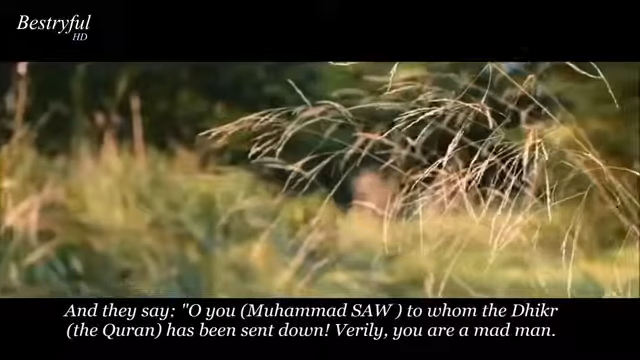 Bestryful
HD
And they say: "O you (Muhammad SAW ) to whom the Dhikr
(the Quran) has been sent down! Verily, you are a mad man.